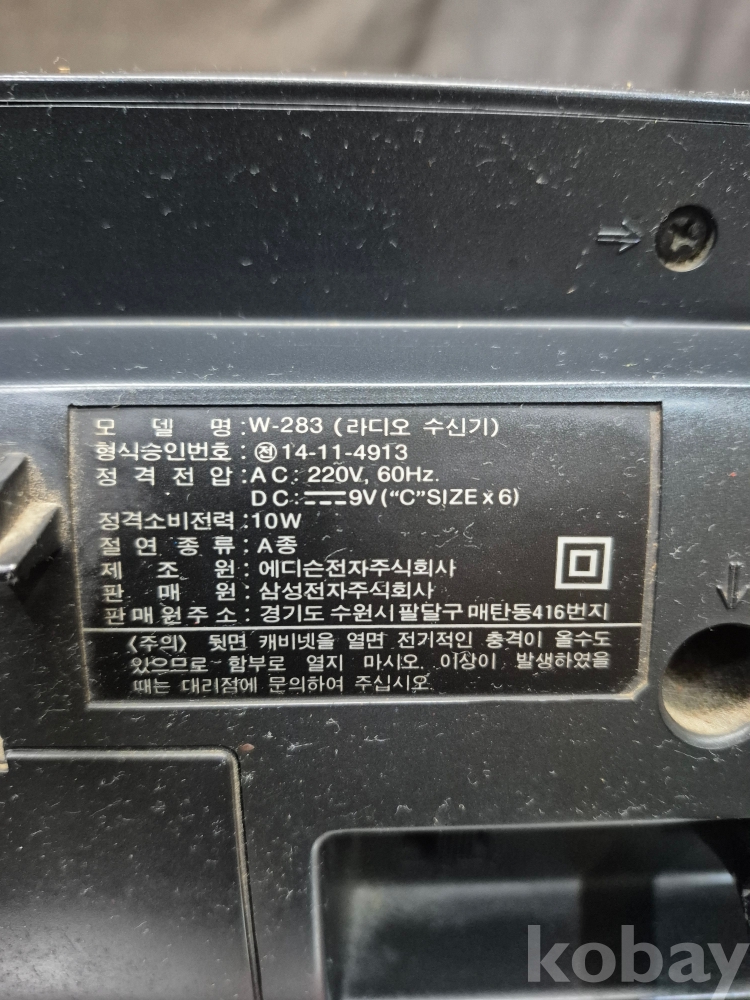 모 델 명 : W-283 (라디오 수신기)
형식승인번호 : ㉠ 14-11-4913
정 격 전 압 : AC : 220V, 60Hz.
DC : ⎓ 9V ("C" SIZE x 6)
정격소비전력 : 10W
절 연 종 류 : A종
제 조 원 : 에디슨전자주식회사
판 매 원 : 삼성전자주식회사
판매원주소 : 경기도 수원시 팔달구 매탄동416번지
〈주의〉 뒷면 캐비넷을 열면 전기적인 충격이 올수도
있으므로 함부로 열지 마시오. 이상이 발생하였을
때는 대리점에 문의하여 주십시오
kobay